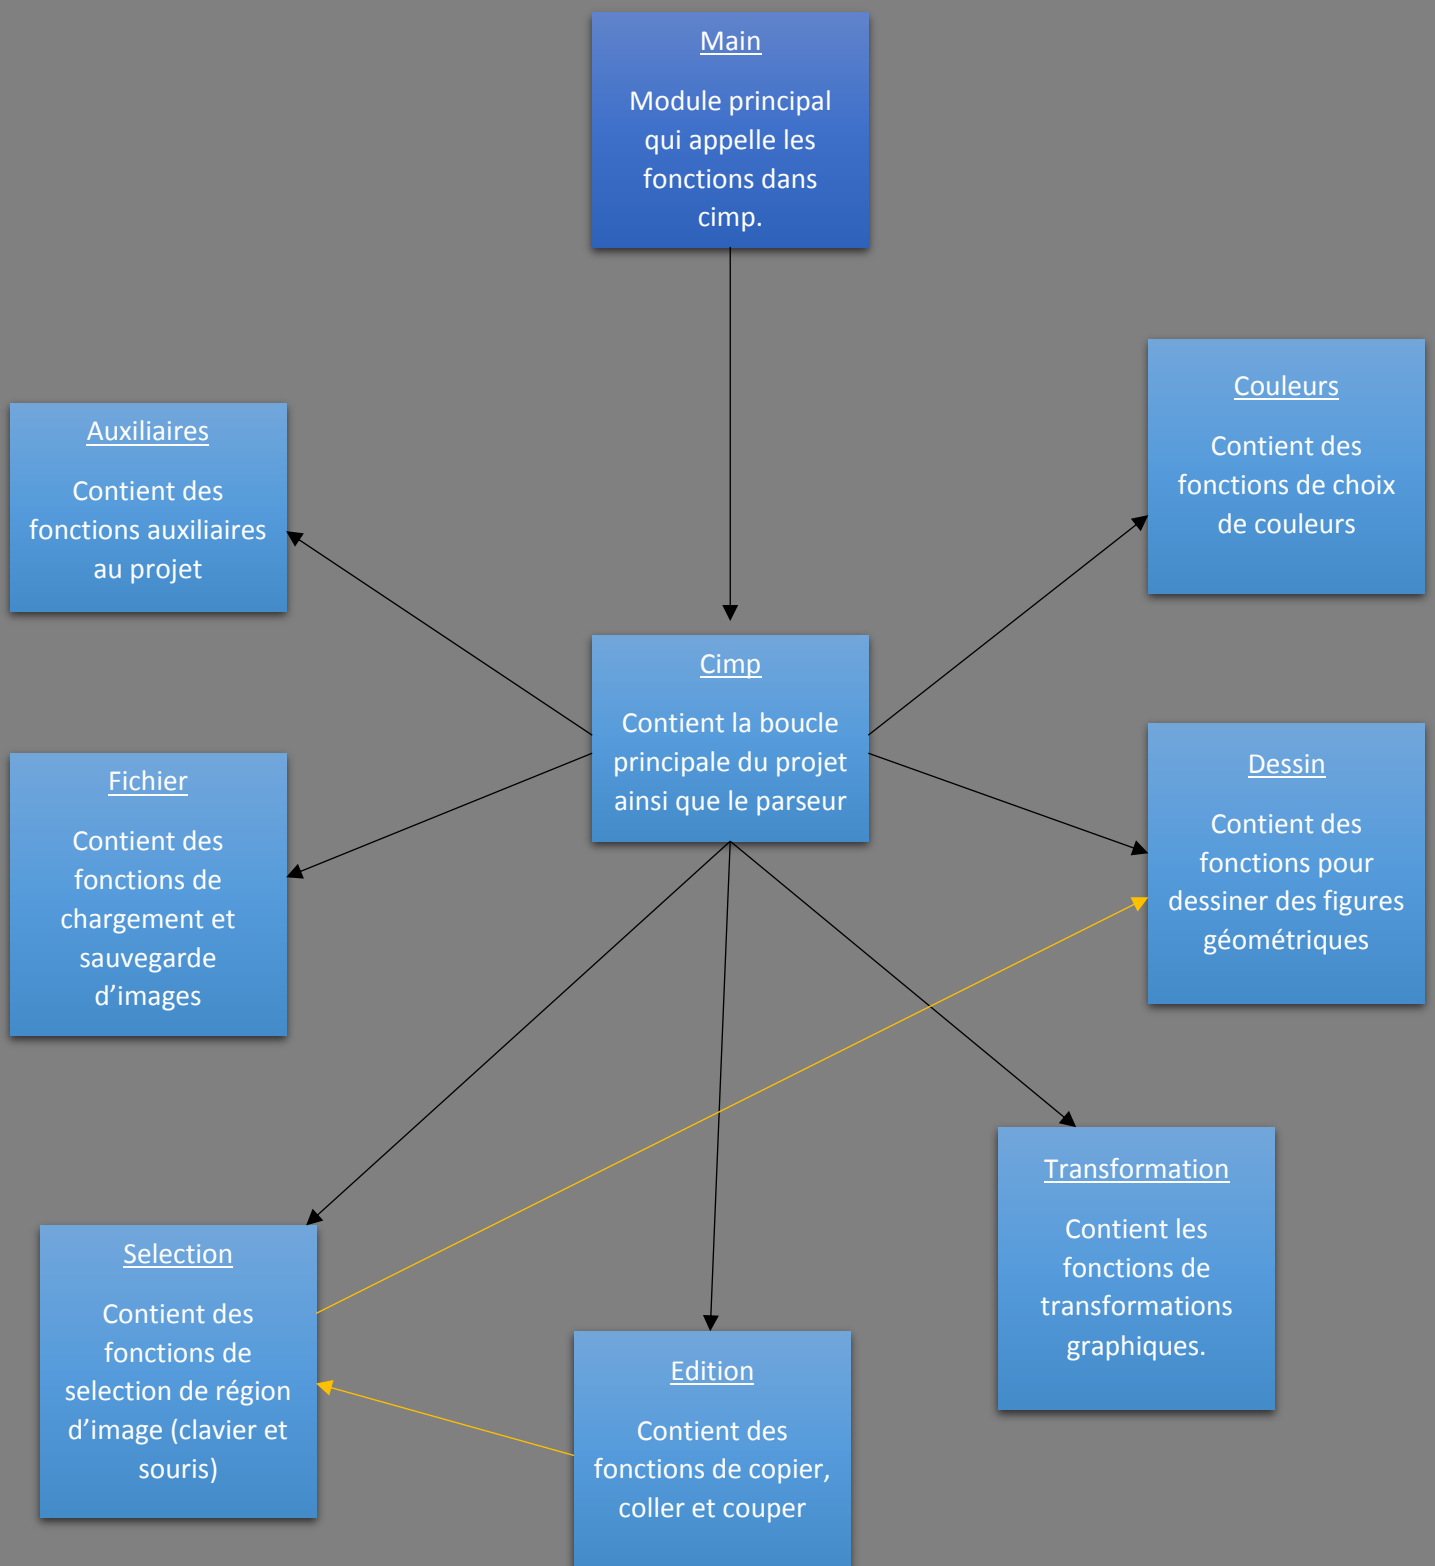 Main
Module principal
qui appelle les
fonctions dans
cimp.
Couleurs
Contient des
fonctions de choix
de couleurs
Auxiliaires
Contient des
fonctions auxiliaires
au projet
Cimp
Contient la boucle
principale du projet
ainsi que le parseur
Fichier
Contient des
fonctions de
chargement et
sauvegarde
d’images
Dessin
Contient des
fonctions pour
dessiner des figures
géométriques
Transformation
Contient les
fonctions de
transformations
graphiques.
Selection
Contient des
fonctions de
selection de région
d’image (clavier et
souris)
Edition
Contient des
fonctions de copier,
coller et couper